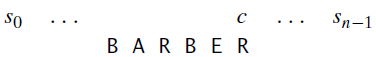 s₀ ... c ... sₙ₋₁
B A R B E R